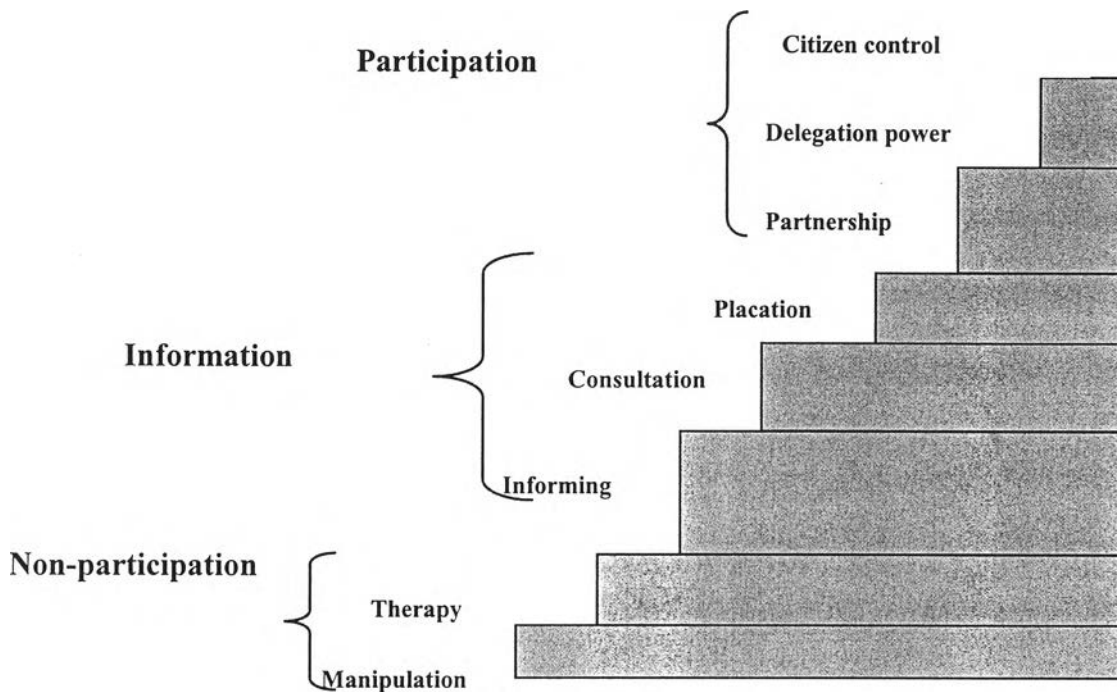 Citizen control
Participation
Delegation power
Partnership
Placation
Information
Consultation
Informing
Non-participation
Therapy
Manipulation